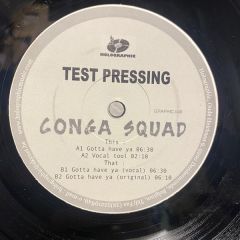 HOLOGRAPHIC
TEST PRESSING
CONGA SQUAD
This :
A1 Gotta have ya 06:30
A2 Vocal tool 02:10
That :
B1 Gotta have ya (vocal) 06:30
B2 Gotta have ya (original) 06:10